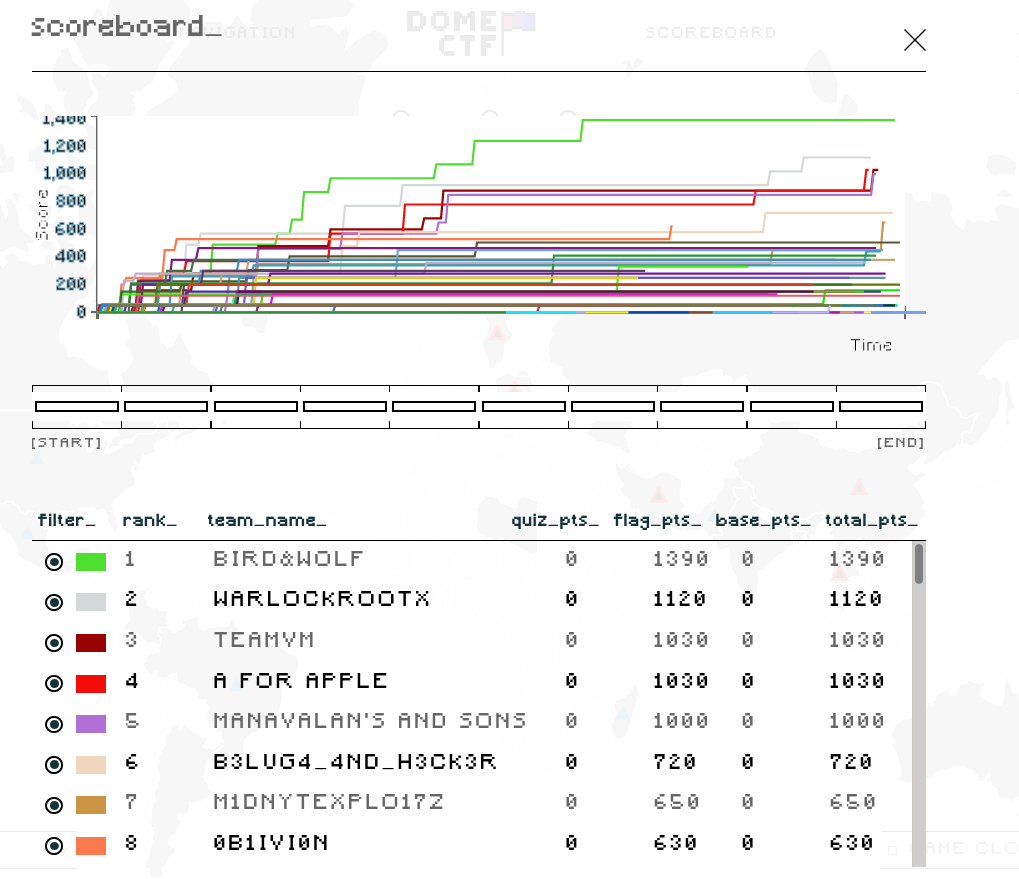 scoreboard_
DOME CTF
SCOREBOARD
1,400
1,200
1,000
800
600
400
200
0
Score
Time
[START] [END]
filter_ rank_ team_name_ quiz_pts_ flag_pts_ base_pts_ total_pts_
1 BIRD&WOLF 0 1390 0 1390
2 WARLOCKROOTX 0 1120 0 1120
3 TEAMVM 0 1030 0 1030
4 A FOR APPLE 0 1030 0 1030
5 MANAVALAN'S AND SONS 0 1000 0 1000
6 B3LUG4_4ND_H3CK3R 0 720 0 720
7 M1DNYTEXPLO17Z 0 650 0 650
8 0B1IVI0N 0 630 0 630